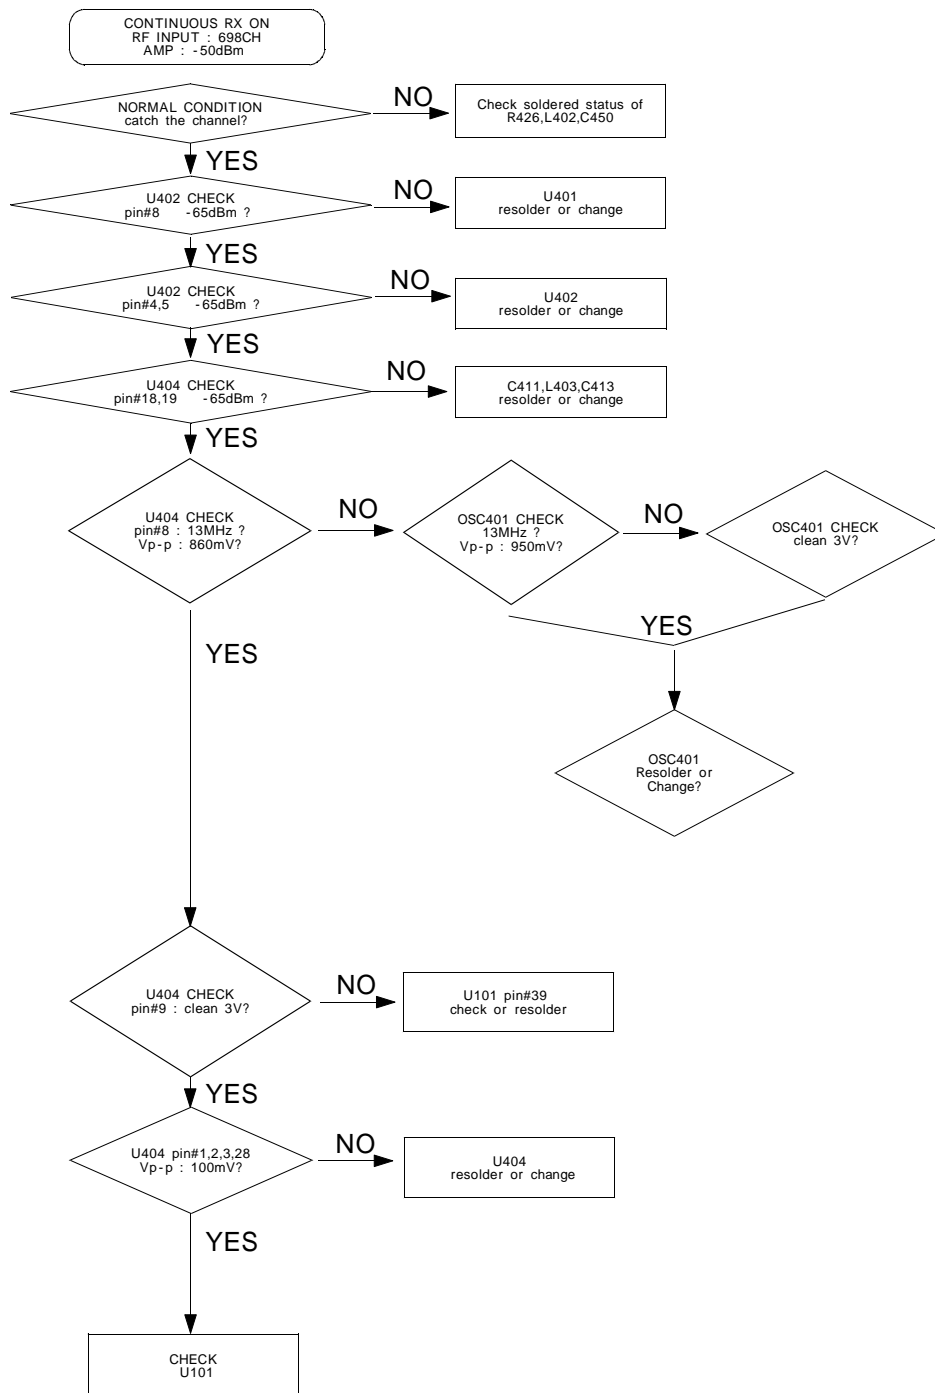 CONTINUOUS RX ON
RF INPUT : 698CH
AMP : -50dBm
NORMAL CONDITION
catch the channel?
NO
Check soldered status of
R426,L402,C450
YES
U402 CHECK
pin#8 -65dBm ?
NO
U401
resolder or change
YES
U402 CHECK
pin#4,5 -65dBm ?
NO
U402
resolder or change
YES
U404 CHECK
pin#18,19 -65dBm ?
NO
C411,L403,C413
resolder or change
YES
U404 CHECK
pin#8 : 13MHz ?
Vp-p : 860mV?
NO
OSC401 CHECK
13MHz ?
Vp-p : 950mV?
NO
OSC401 CHECK
clean 3V?
YES
YES
OSC401
Resolder or
Change?
U404 CHECK
pin#9 : clean 3V?
NO
U101 pin#39
check or resolder
YES
U404 pin#1,2,3,28
Vp-p : 100mV?
NO
U404
resolder or change
YES
CHECK
U101